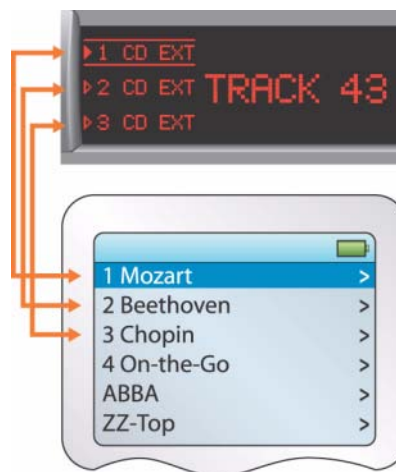 1 CD EXT
2 CD EXT TRACK 43
3 CD EXT
1 Mozart >
2 Beethoven >
3 Chopin >
4 On-the-Go >
ABBA >
ZZ-Top >